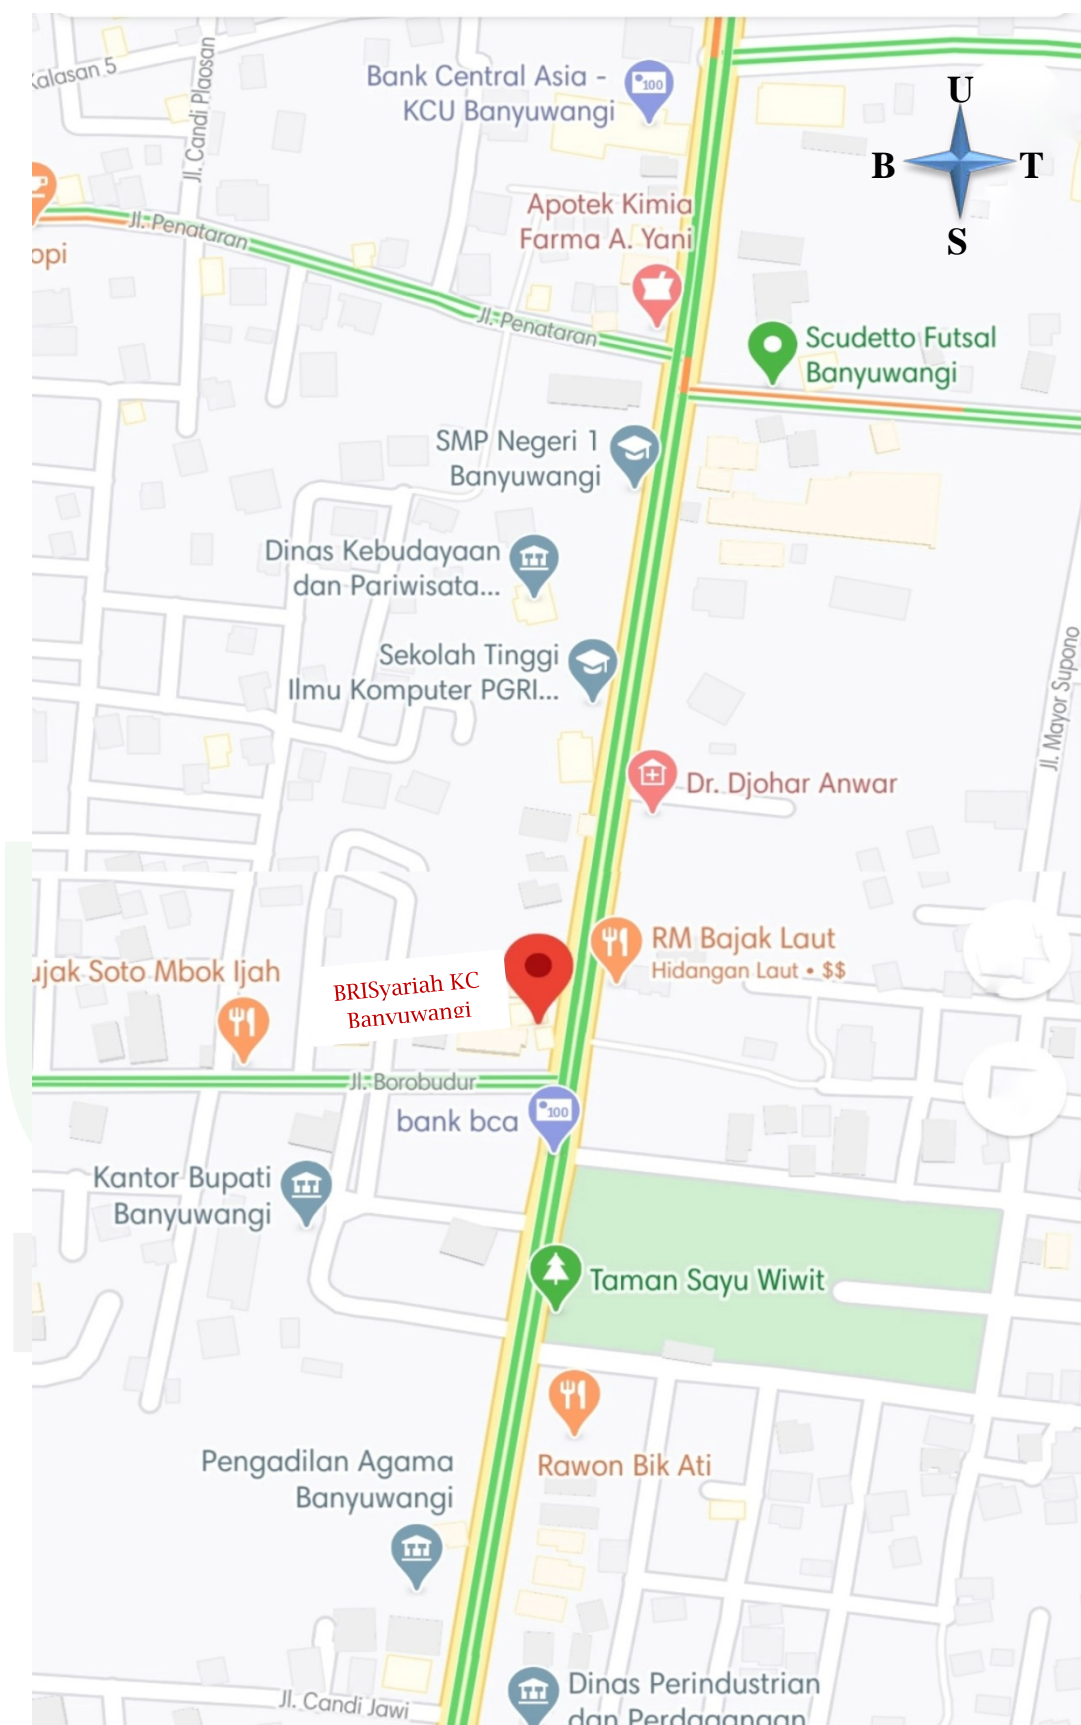 Kalasan 5
Jl. Candi Plaosan
Bank Central Asia -
KCU Banyuwangi
100
U
B
T
S
Jl. Penataran
opi
Apotek Kimia
Farma A. Yani
Jl. Penataran
Scudetto Futsal
Banyuwangi
SMP Negeri 1
Banyuwangi
Dinas Kebudayaan
dan Pariwisata...
Sekolah Tinggi
Ilmu Komputer PGRI...
Jl. Mayor Supono
Dr. Djohar Anwar
RM Bajak Laut
Hidangan Laut • $$
ujak Soto Mbok Ijah
BRISyariah KC
Banyuwangi
Jl. Borobudur
bank bca
100
Kantor Bupati
Banyuwangi
Taman Sayu Wiwit
Rawon Bik Ati
Pengadilan Agama
Banyuwangi
Dinas Perindustrian
dan Perdagangan
Jl. Candi Jawi